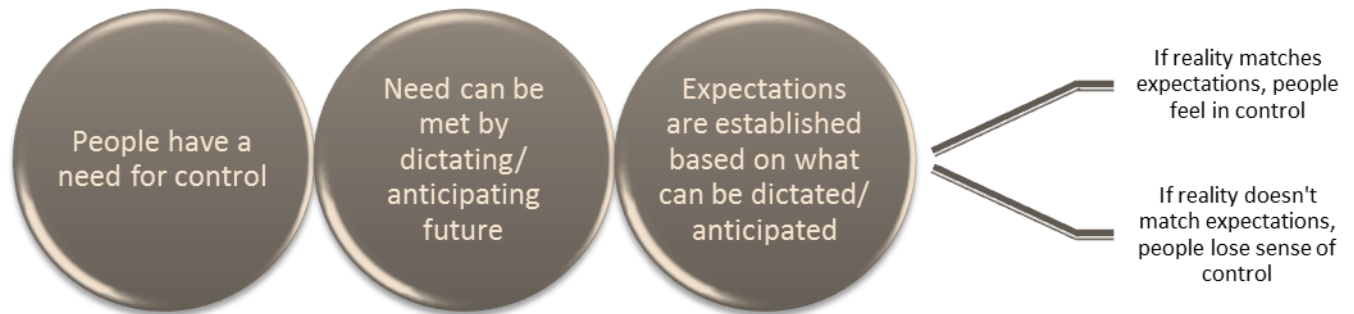 People have a
need for control
Need can be
met by
dictating/
anticipating
future
Expectations
are established
based on what
can be dictated/
anticipated
If reality matches
expectations, people
feel in control
If reality doesn't
match expectations,
people lose sense of
control